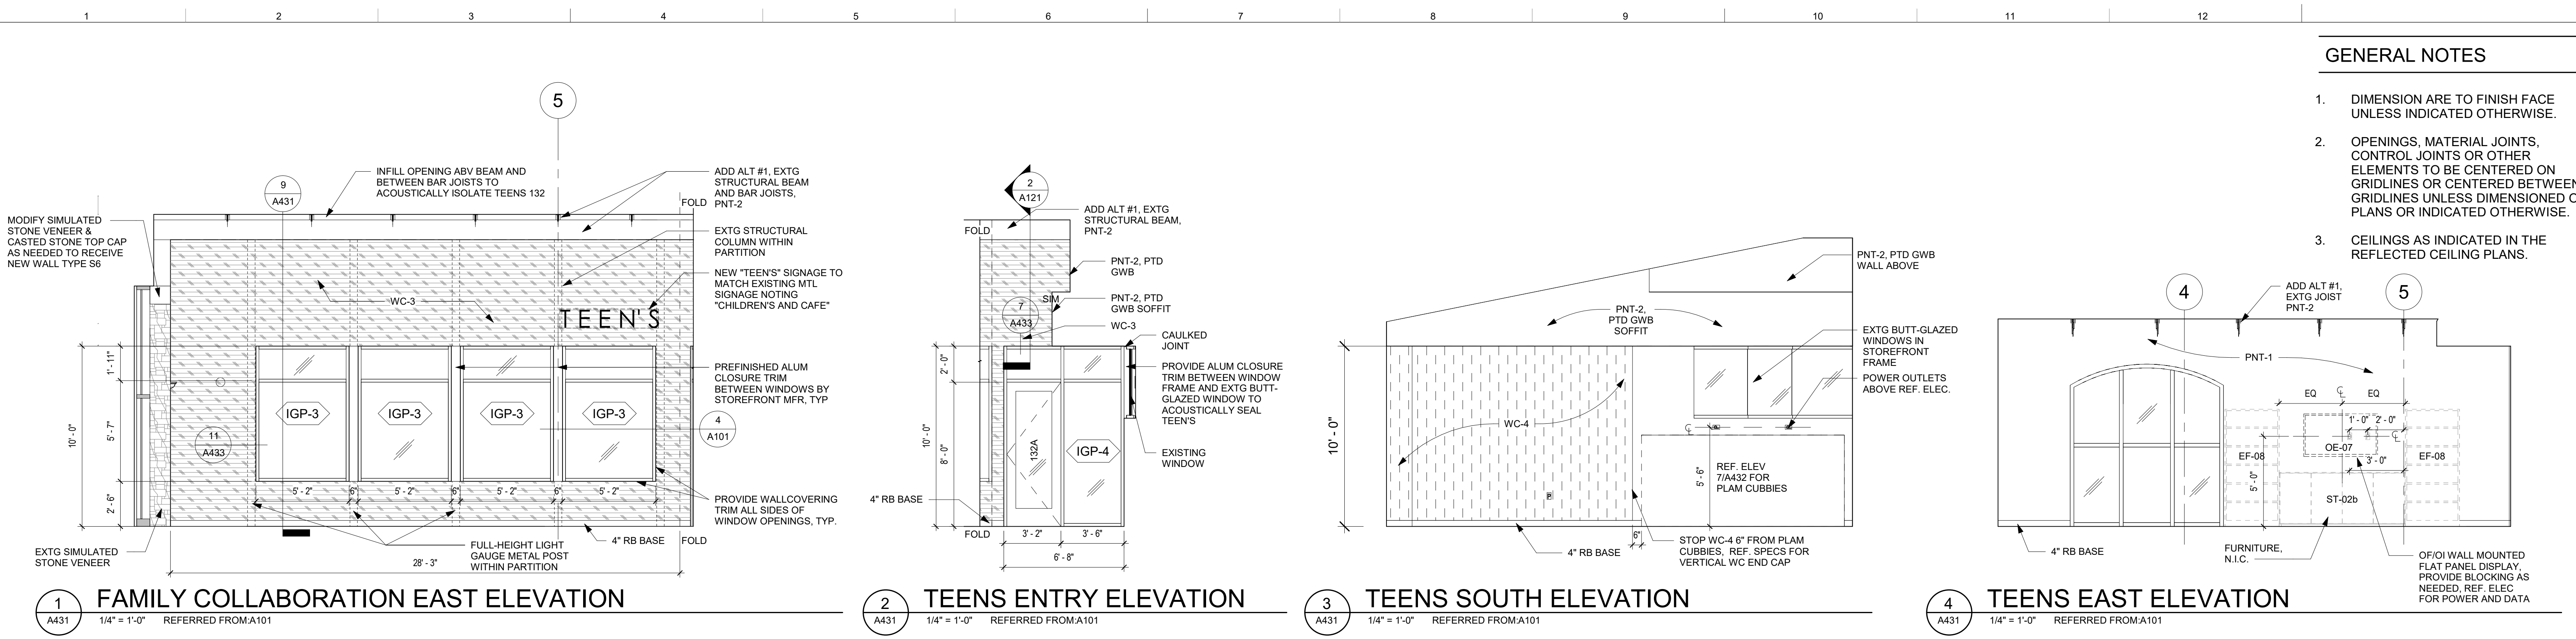 1 2 3 4 5 6 7 8 9 10 11 12
GENERAL NOTES
1. DIMENSION ARE TO FINISH FACE
UNLESS INDICATED OTHERWISE.
2. OPENINGS, MATERIAL JOINTS,
CONTROL JOINTS OR OTHER
ELEMENTS TO BE CENTERED ON
GRIDLINES OR CENTERED BETWEEN
GRIDLINES UNLESS DIMENSIONED
PLANS OR INDICATED OTHERWISE.
3. CEILINGS AS INDICATED IN THE
REFLECTED CEILING PLANS.
5
9
A431
INFILL OPENING ABV BEAM AND
BETWEEN BAR JOISTS TO
ACOUSTICALLY ISOLATE TEENS 132
ADD ALT #1, EXTG
STRUCTURAL BEAM
AND BAR JOISTS,
PNT-2
FOLD
MODIFY SIMULATED
STONE VENEER &
CASTED STONE TOP CAP
AS NEEDED TO RECEIVE
NEW WALL TYPE S6
EXTG STRUCTURAL
COLUMN WITHIN
PARTITION
NEW "TEEN'S" SIGNAGE TO
MATCH EXISTING MTL
SIGNAGE NOTING
"CHILDREN'S AND CAFE"
WC-3
TEEN'S
PREFINISHED ALUM
CLOSURE TRIM
BETWEEN WINDOWS BY
STOREFRONT MFR, TYP
IGP-3 IGP-3 IGP-3 IGP-3
4
A101
11
A433
10' - 0"
1' - 11"
5' - 7"
2' - 6"
5' - 2" 6" 5' - 2" 6" 5' - 2" 6" 5' - 2"
PROVIDE WALLCOVERING
TRIM ALL SIDES OF
WINDOW OPENINGS, TYP.
4" RB BASE
FOLD
EXTG SIMULATED
STONE VENEER
FULL-HEIGHT LIGHT
GAUGE METAL POST
WITHIN PARTITION
28' - 3"
1
A431
FAMILY COLLABORATION EAST ELEVATION
1/4" = 1'-0" REFERRED FROM:A101
2
A121
FOLD
ADD ALT #1, EXTG
STRUCTURAL BEAM,
PNT-2
PNT-2, PTD
GWB
SIM
7
A433
PNT-2, PTD
GWB SOFFIT
WC-3
CAULKED
JOINT
PROVIDE ALUM CLOSURE
TRIM BETWEEN WINDOW
FRAME AND EXTG BUTT-
GLAZED WINDOW TO
ACOUSTICALLY SEAL
TEEN'S
EXISTING
WINDOW
10' - 0"
2' - 0"
8' - 0"
132A
IGP-4
4" RB BASE
FOLD
3' - 2" 3' - 6"
6' - 8"
2
A431
TEENS ENTRY ELEVATION
1/4" = 1'-0" REFERRED FROM:A101
PNT-2, PTD GWB
WALL ABOVE
PNT-2,
PTD GWB
SOFFIT
EXTG BUTT-GLAZED
WINDOWS IN
STOREFRONT
FRAME
POWER OUTLETS
ABOVE REF. ELEC.
10' - 0"
WC-4
5' - 6"
REF. ELEV
7/A432 FOR
PLAM CUBBIES
6"
4" RB BASE
STOP WC-4 6" FROM PLAM
CUBBIES, REF. SPECS FOR
VERTICAL WC END CAP
3
A431
TEENS SOUTH ELEVATION
1/4" = 1'-0" REFERRED FROM:A101
4
5
ADD ALT #1,
EXTG JOIST
PNT-2
PNT-1
EQ EQ
1' - 0" 2' - 0"
EF-08
OE-07
EF-08
3' - 0"
5' - 0"
ST-02b
4" RB BASE
FURNITURE,
N.I.C.
OF/OI WALL MOUNTED
FLAT PANEL DISPLAY,
PROVIDE BLOCKING AS
NEEDED, REF. ELEC
FOR POWER AND DATA
4
A431
TEENS EAST ELEVATION
1/4" = 1'-0" REFERRED FROM:A101